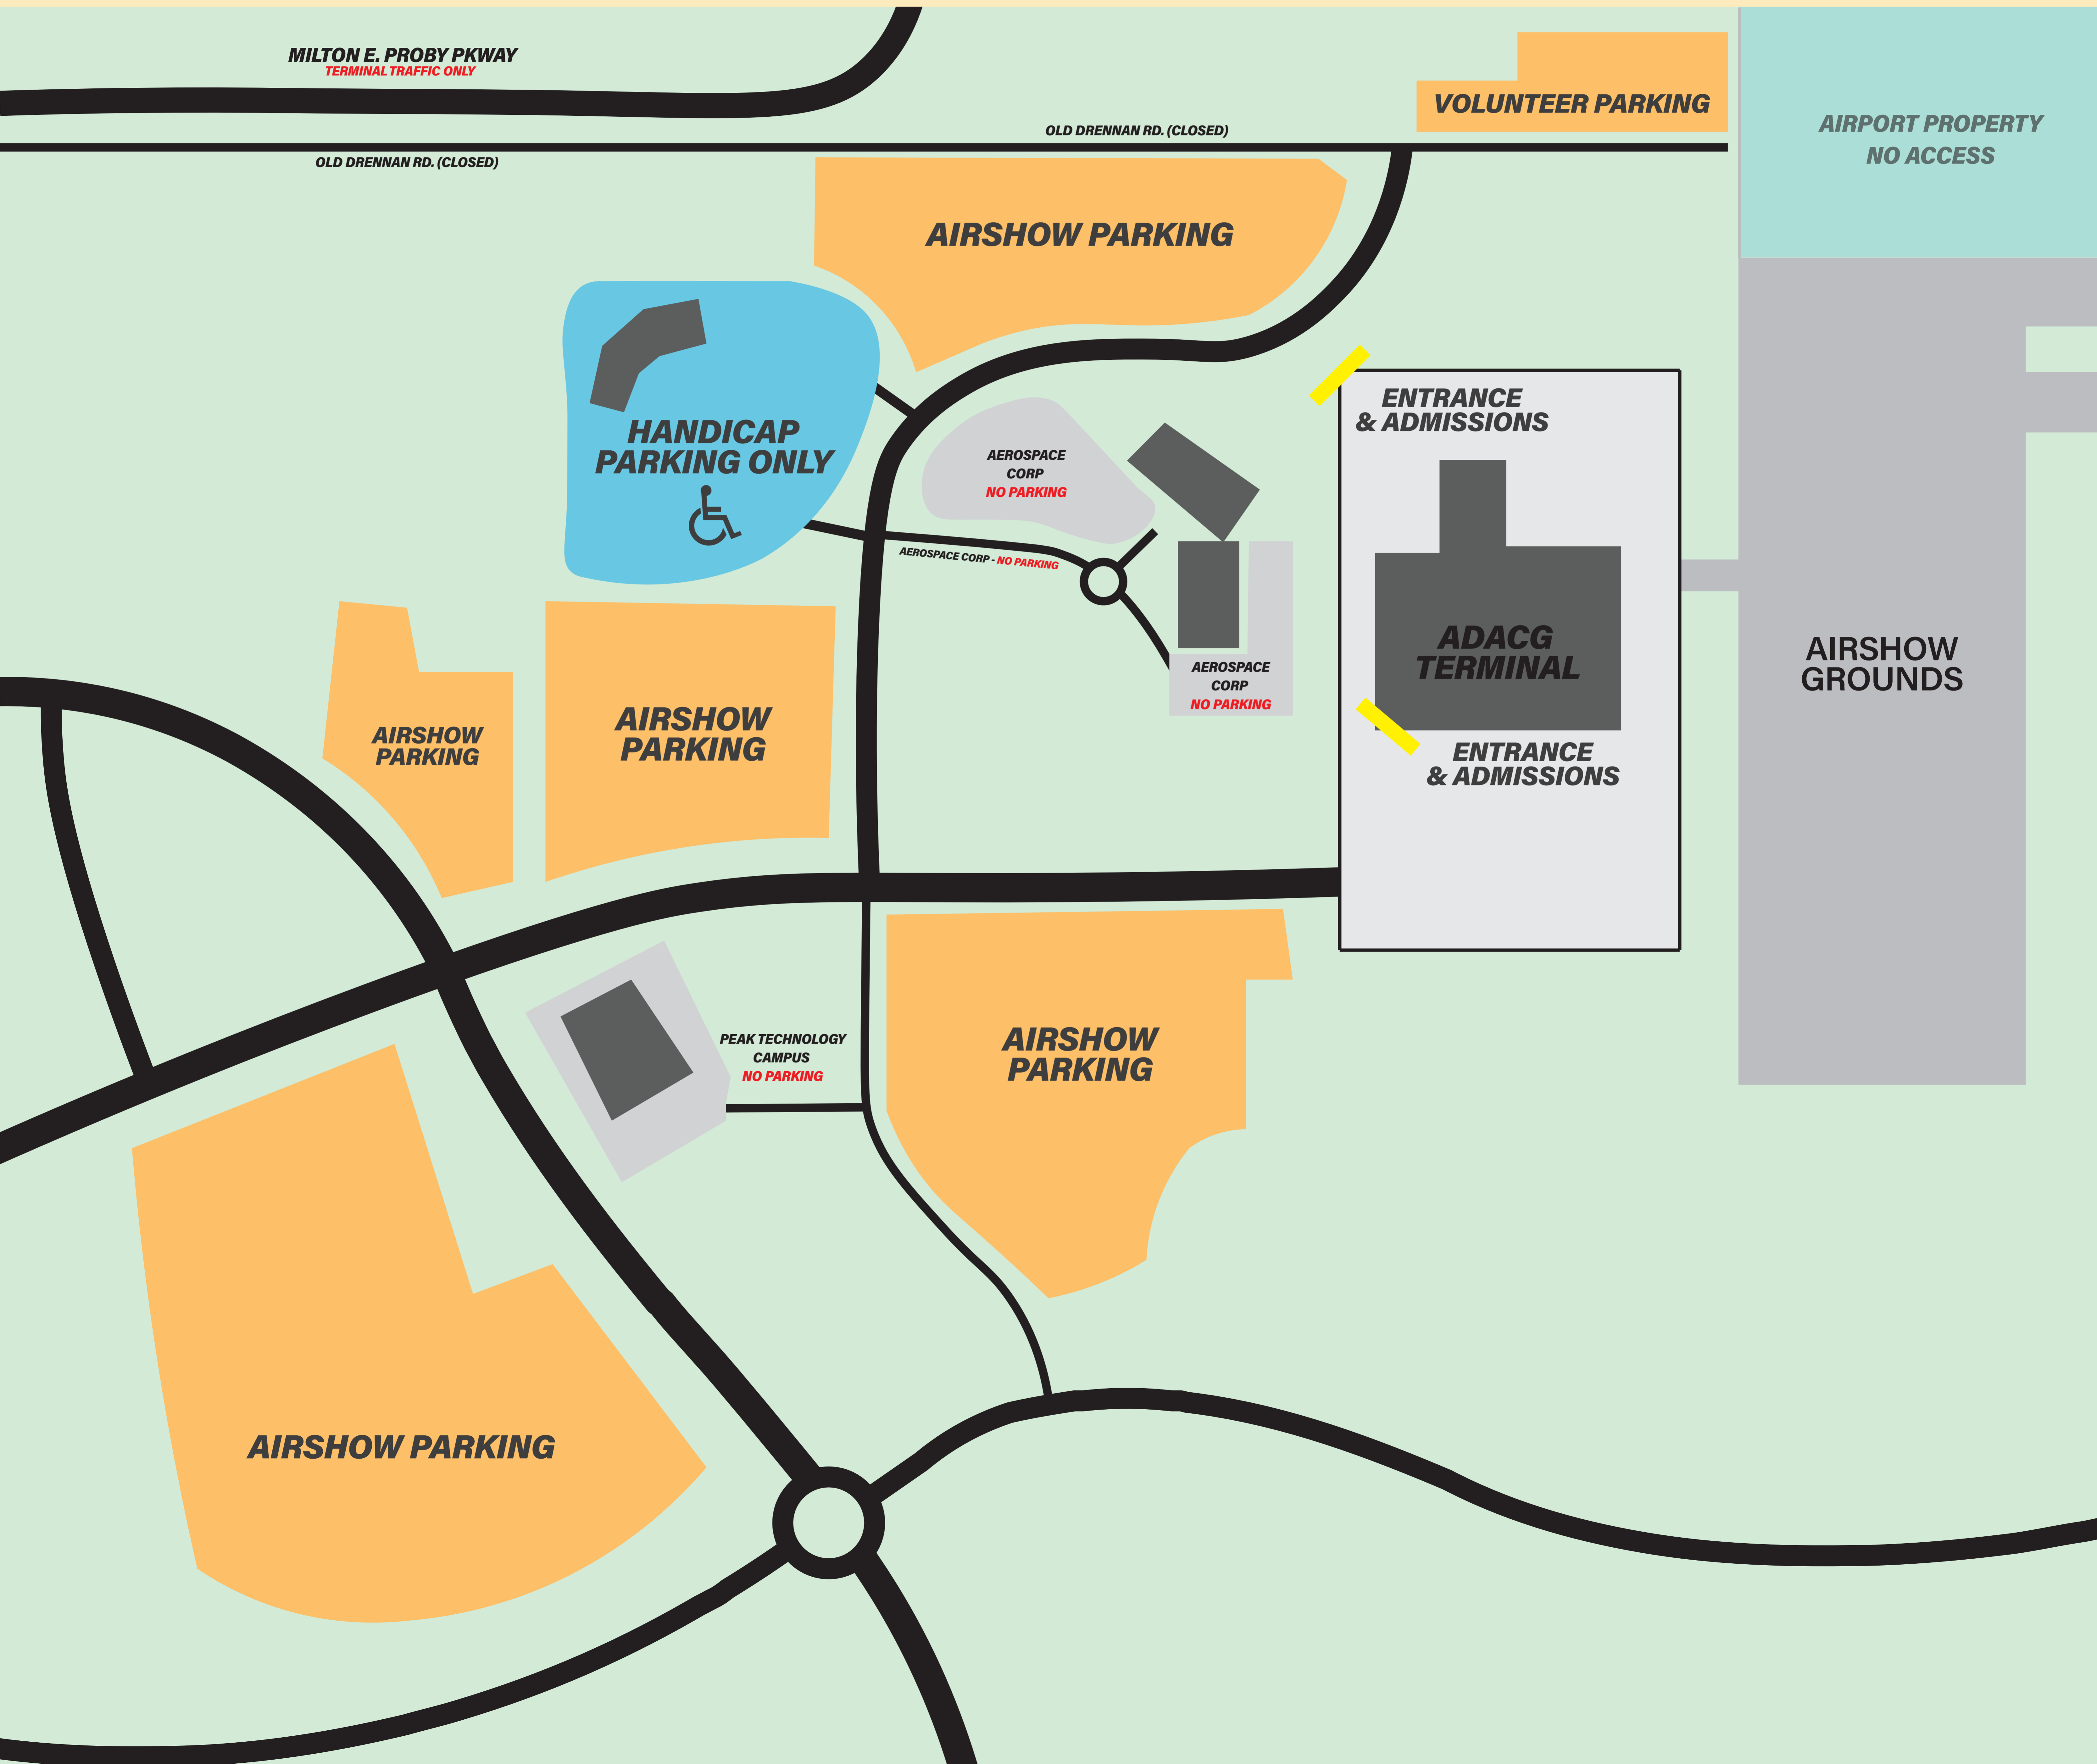 MILTON E. PROBY PKWAY
TERMINAL TRAFFIC ONLY
OLD DRENNAN RD. (CLOSED)
OLD DRENNAN RD. (CLOSED)
VOLUNTEER PARKING
AIRPORT PROPERTY
NO ACCESS
AIRSHOW PARKING
HANDICAP
PARKING ONLY
AEROSPACE
CORP
NO PARKING
AEROSPACE CORP - NO PARKING
ENTRANCE
& ADMISSIONS
ADACG
TERMINAL
AIRSHOW
GROUNDS
AEROSPACE
CORP
NO PARKING
AIRSHOW
PARKING
AIRSHOW
PARKING
ENTRANCE
& ADMISSIONS
PEAK TECHNOLOGY
CAMPUS
NO PARKING
AIRSHOW
PARKING
AIRSHOW PARKING